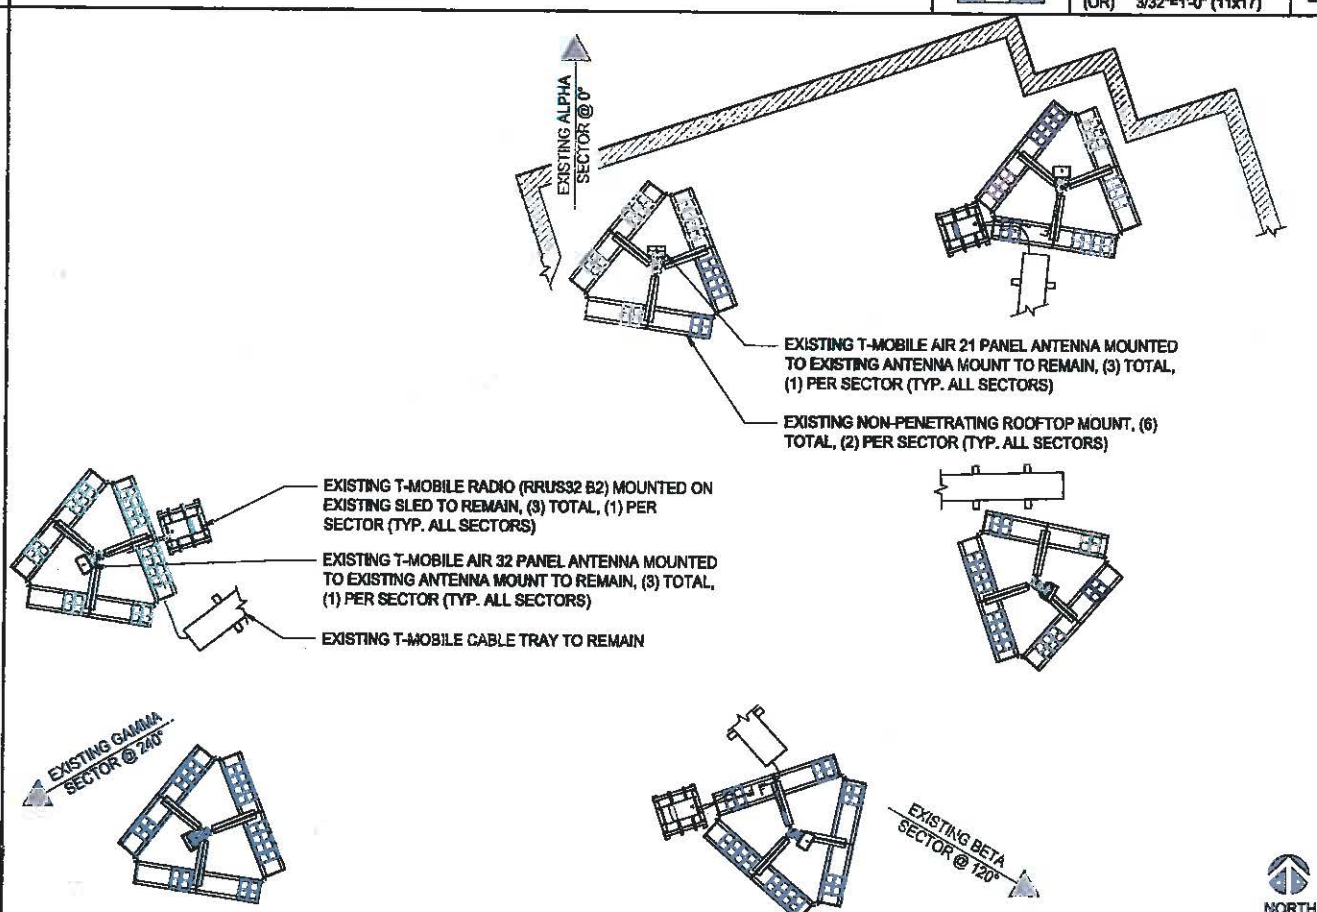 (OR) 3/32"=1'-0" (11x17)
EXISTING ALPHA
SECTOR @ 0°
EXISTING T-MOBILE AIR 21 PANEL ANTENNA MOUNTED
TO EXISTING ANTENNA MOUNT TO REMAIN, (3) TOTAL,
(1) PER SECTOR (TYP. ALL SECTORS)
EXISTING NON-PENETRATING ROOFTOP MOUNT, (6)
TOTAL, (2) PER SECTOR (TYP. ALL SECTORS)
EXISTING T-MOBILE RADIO (RRUS32 B2) MOUNTED ON
EXISTING SLED TO REMAIN, (3) TOTAL, (1) PER
SECTOR (TYP. ALL SECTORS)
EXISTING T-MOBILE AIR 32 PANEL ANTENNA MOUNTED
TO EXISTING ANTENNA MOUNT TO REMAIN, (3) TOTAL,
(1) PER SECTOR (TYP. ALL SECTORS)
EXISTING T-MOBILE CABLE TRAY TO REMAIN
EXISTING GAMMA
SECTOR @ 240°
EXISTING BETA
SECTOR @ 120°
NORTH